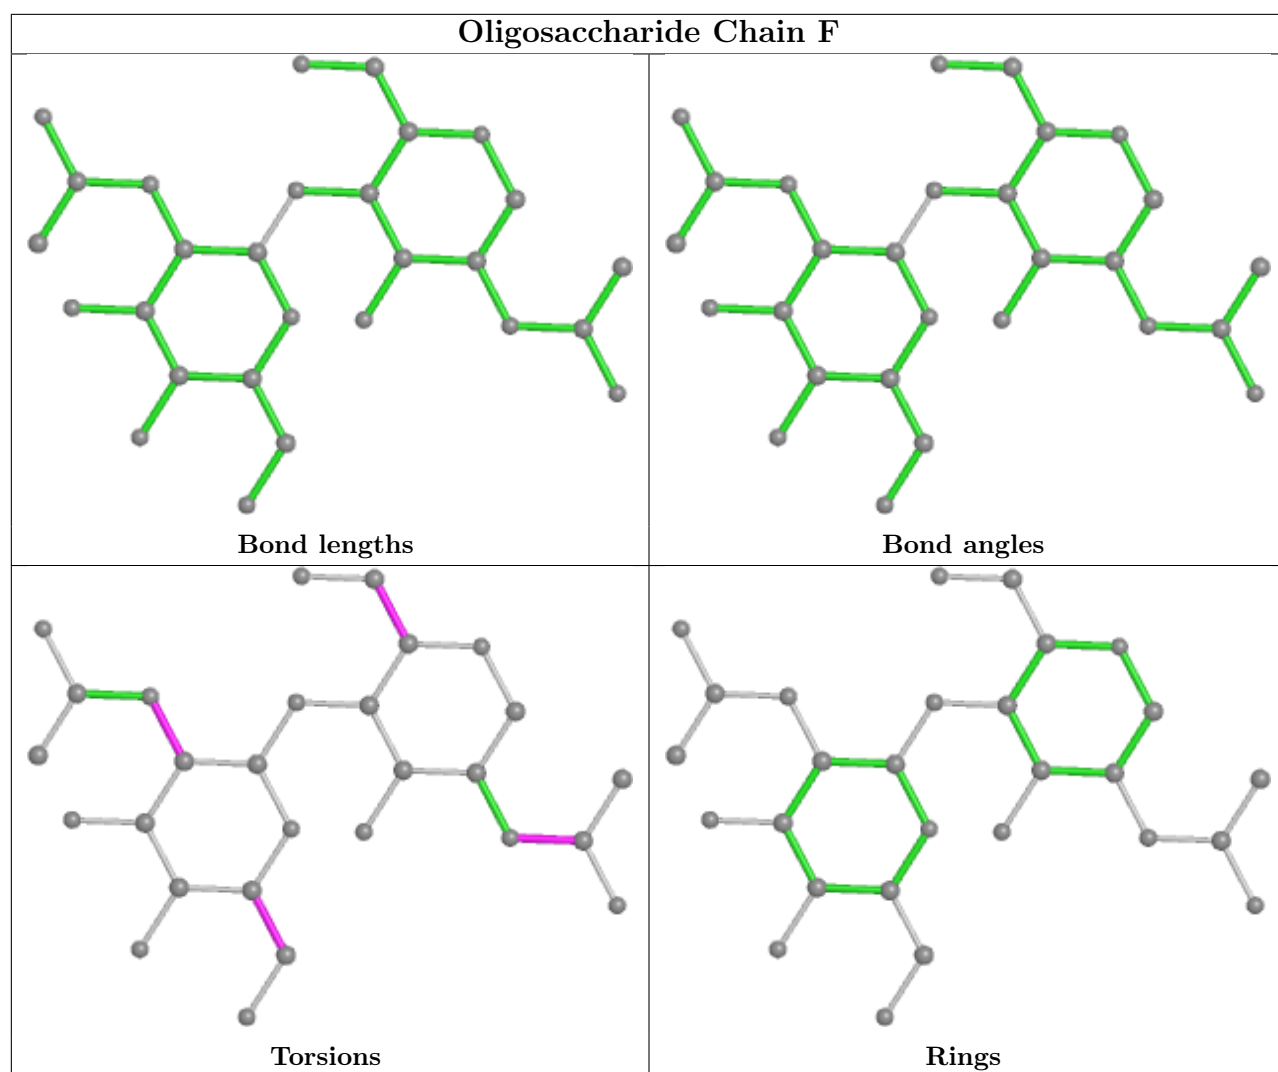 Oligosaccharide Chain F
Bond lengths
Bond angles
Torsions
Rings